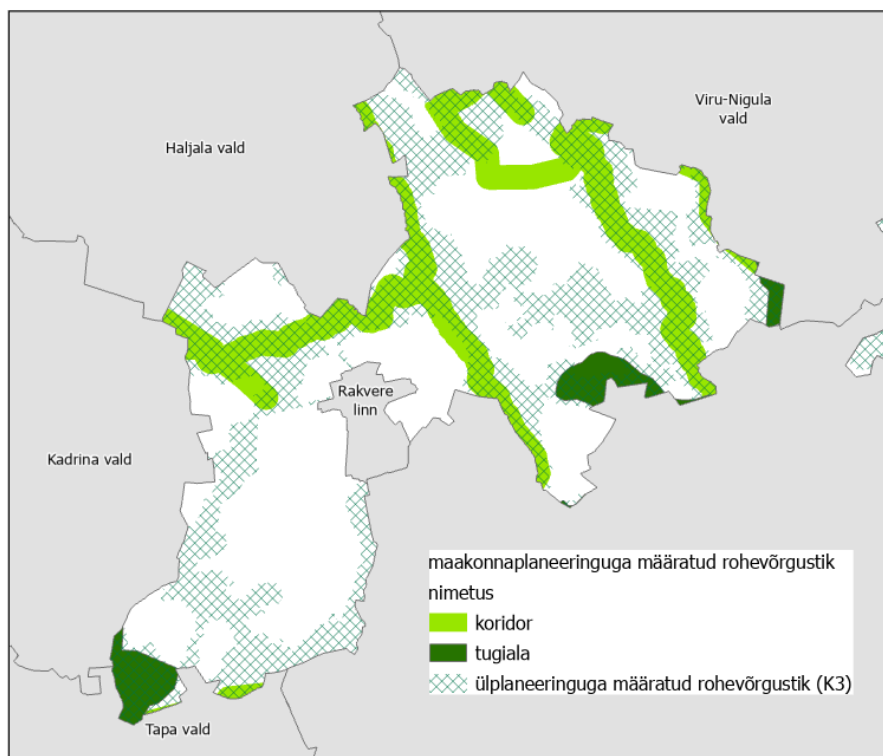 Viru-Nigula
vald
Haljala vald
Rakvere
linn
Kadrina vald
Tapa vald
maakonnaplaneeringuga määratud rohevõrgustik
nimetus
koridor
tugiala
ülplaneeringuga määratud rohevõrgustik (K3)